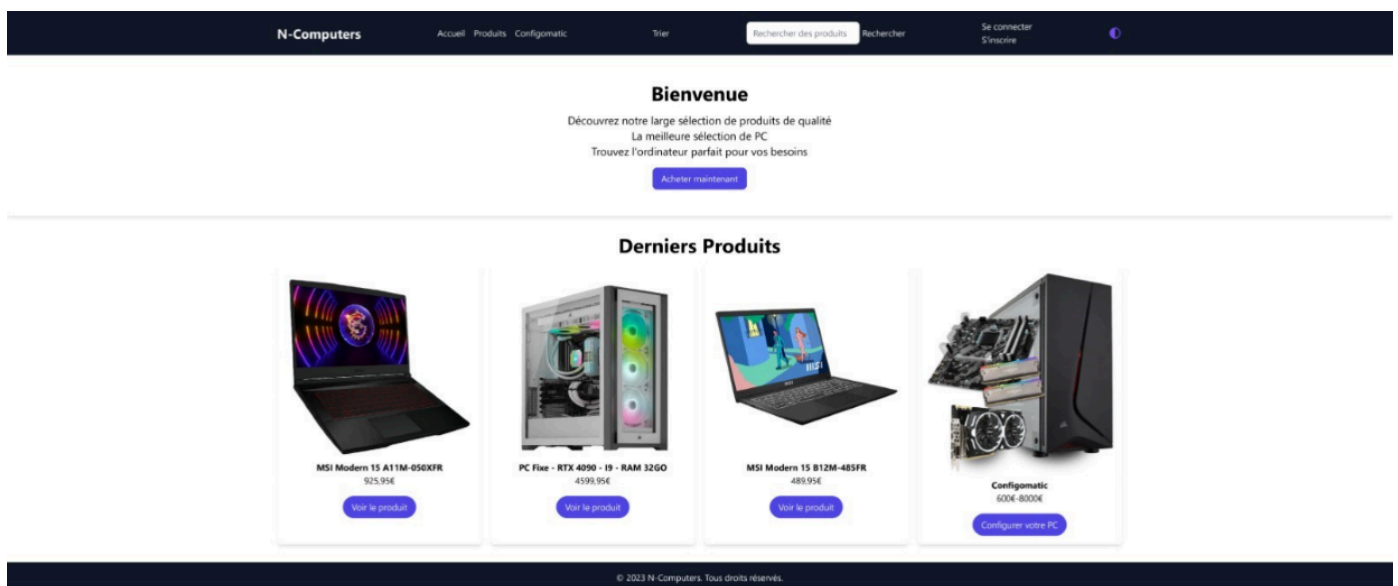 N-Computers
Accueil Produits Configomatic
Trier
Rechercher des produits
Rechercher
Se connecter
S'inscrire
Bienvenue
Découvrez notre large sélection de produits de qualité
La meilleure sélection de PC
Trouvez l'ordinateur parfait pour vos besoins
Acheter maintenant
Derniers Produits
MSI Modern 15 A11M-050XFR
925,95€
Voir le produit
PC Fixe - RTX 4090 - I9 - RAM 32GO
4599,95€
Voir le produit
msi
MSI Modern 15 B12M-485FR
489,95€
Voir le produit
Configomatic
600€-8000€
Configurer votre PC
© 2023 N-Computers. Tous droits réservés.